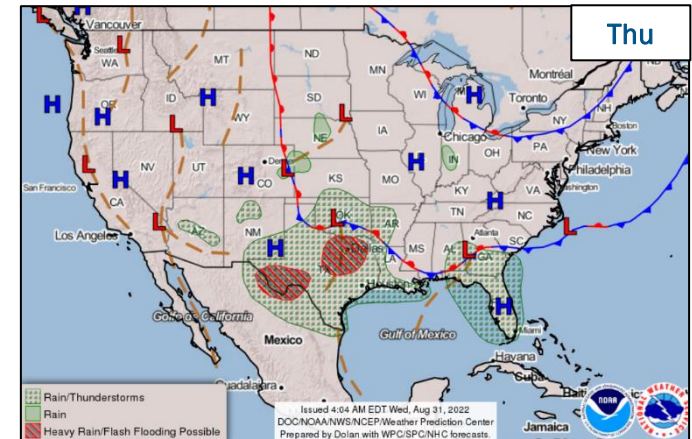 Thu
Vancouver
Seattle
WA
MT
ND
MN
Montréal
OR
ID
WY
SD
WI
MI
Toronto
NH
Boston
NY
NE
IA
Chicago
IN
OH
PA
New York
Philadelphia
Washington
NV
UT
Denver
CO
KS
MO
KY
VA
San Francisco
CA
Los Angeles
AZ
NM
OK
AR
TN
NC
Atlanta
SC
Dallas
TX
LA
MS
AL
GA
Houston
Golfo de California
Mexico
Gulf of Mexico
Miami
Havana
Cuba
Guadalajara
Jamaica
H
H
H
H
H
H
H
H
H
H
H
L
L
L
L
L
L
L
L
L
L
Rain/Thunderstorms
Rain
Heavy Rain/Flash Flooding Possible
Issued 4:04 AM EDT Wed, Aug 31, 2022
DOC/NOAA/NWS/NCEP/Weather Prediction Center
Prepared by Dolan with WPC/SPC/NHC forecasts.
NOAA